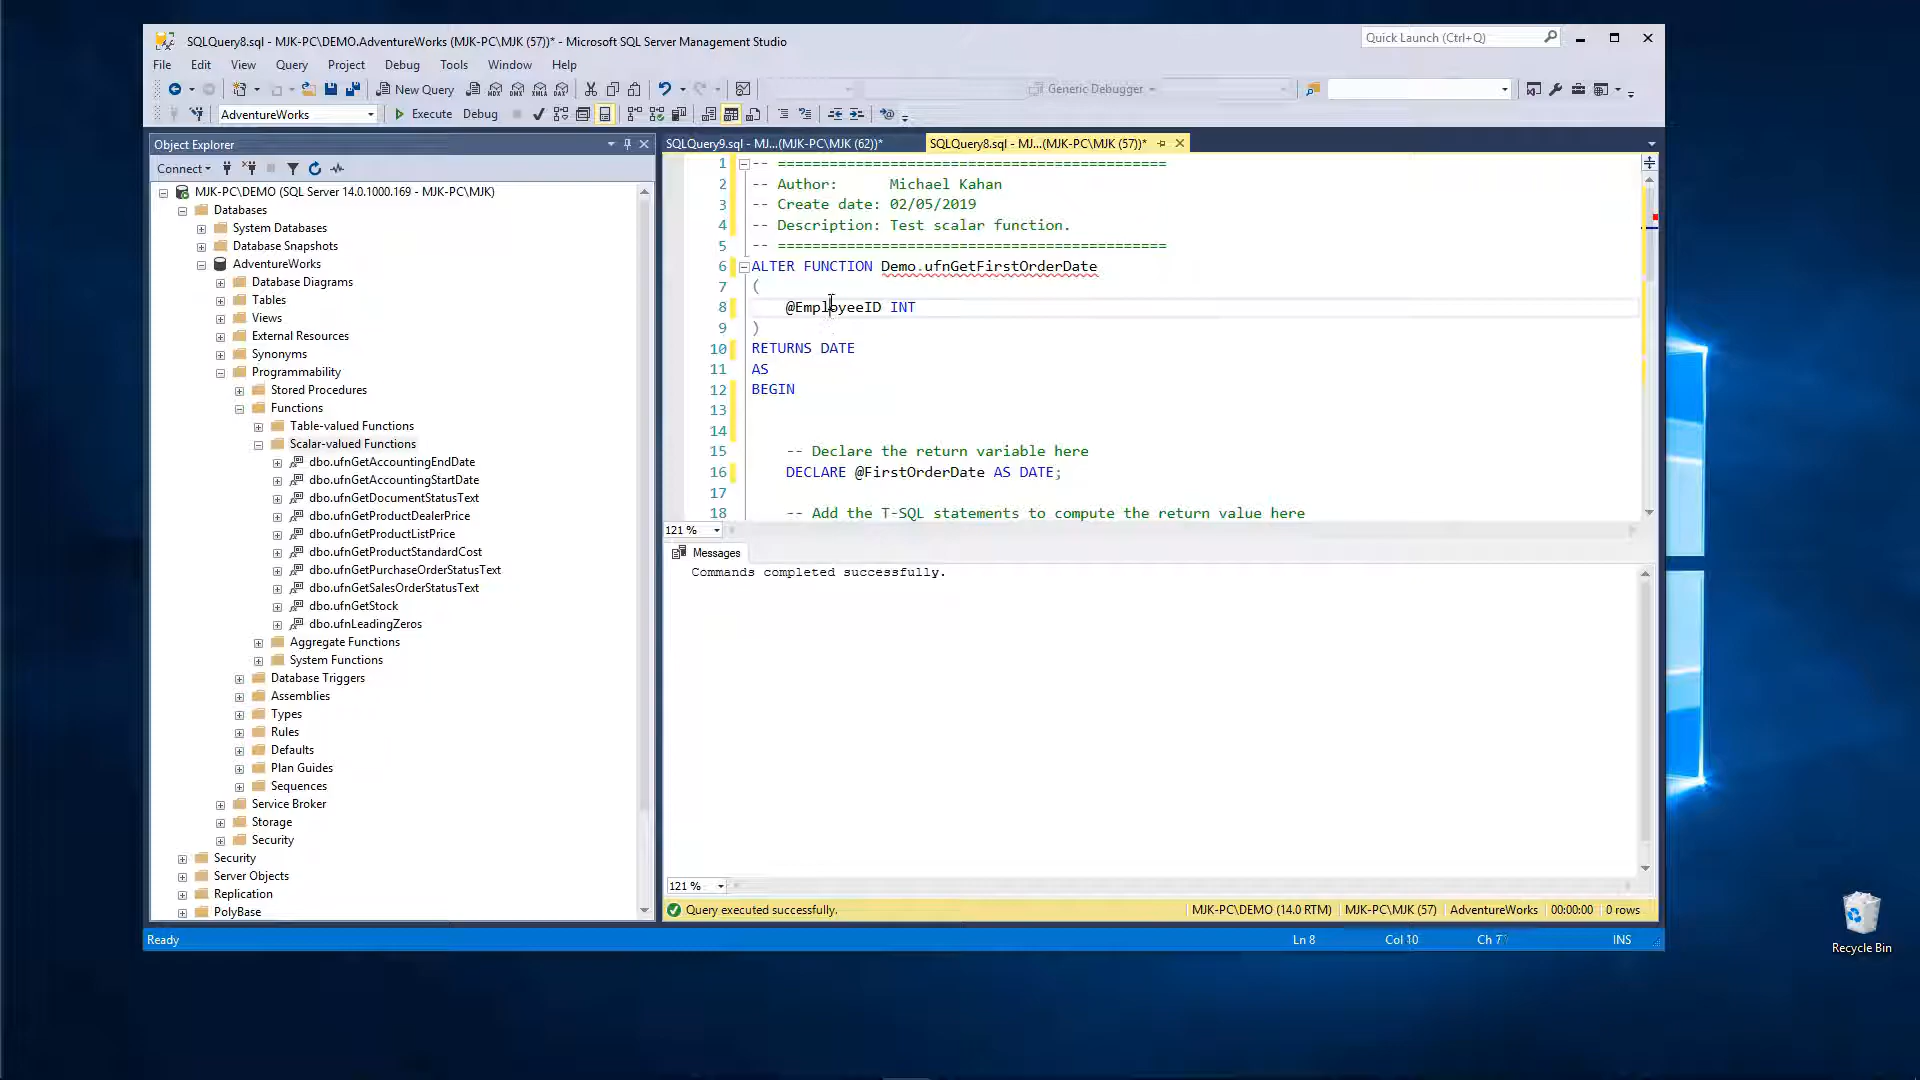 SQLQuery8.sql - MJK-PC\DEMO.AdventureWorks (MJK-PC\MJK (57))* - Microsoft SQL Server Management Studio
Quick Launch (Ctrl+Q)
File Edit View Query Project Debug Tools Window Help
New Query
Generic Debugger
AdventureWorks
Execute Debug
Object Explorer
Connect
MJK-PC\DEMO (SQL Server 14.0.1000.169 - MJK-PC\MJK)
Databases
System Databases
Database Snapshots
AdventureWorks
Database Diagrams
Tables
Views
External Resources
Synonyms
Programmability
Stored Procedures
Functions
Table-valued Functions
Scalar-valued Functions
dbo.ufnGetAccountingEndDate
dbo.ufnGetAccountingStartDate
dbo.ufnGetDocumentStatusText
dbo.ufnGetProductDealerPrice
dbo.ufnGetProductListPrice
dbo.ufnGetProductStandardCost
dbo.ufnGetPurchaseOrderStatusText
dbo.ufnGetSalesOrderStatusText
dbo.ufnGetStock
dbo.ufnLeadingZeros
Aggregate Functions
System Functions
Database Triggers
Assemblies
Types
Rules
Defaults
Plan Guides
Sequences
Service Broker
Storage
Security
Security
Server Objects
Replication
PolyBase
SQLQuery9.sql - MJ...(MJK-PC\MJK (62))*
SQLQuery8.sql - MJ...(MJK-PC\MJK (57))*
1 -- =============================================
2 -- Author: Michael Kahan
3 -- Create date: 02/05/2019
4 -- Description: Test scalar function.
5 -- =============================================
6 ALTER FUNCTION Demo.ufnGetFirstOrderDate
7 (
8 @EmployeeID INT
9 )
10 RETURNS DATE
11 AS
12 BEGIN
13
14
15 -- Declare the return variable here
16 DECLARE @FirstOrderDate AS DATE;
17
18 -- Add the T-SQL statements to compute the return value here
121 %
Messages
Commands completed successfully.
121 %
Query executed successfully. MJK-PC\DEMO (14.0 RTM) MJK-PC\MJK (57) AdventureWorks 00:00:00 0 rows
Ready Ln 8 Col 10 Ch 7 INS
Recycle Bin